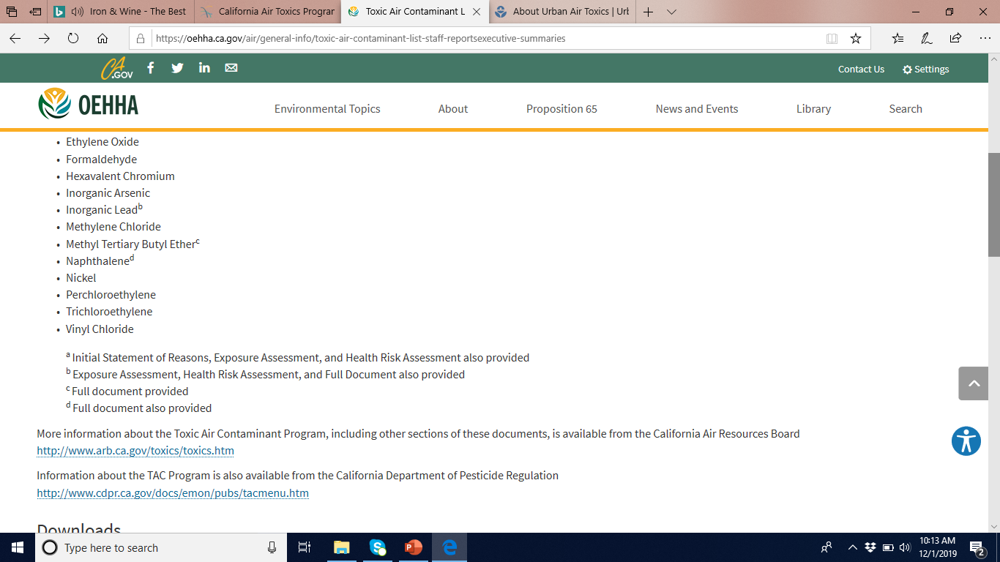 Iron & Wine - The Best
California Air Toxics Program
Toxic Air Contaminant L
About Urban Air Toxics | Urb
https://oehha.ca.gov/air/general-info/toxic-air-contaminant-list-staff-reportsexecutive-summaries
CA.GOV
Contact Us
Settings
OEHHA
Environmental Topics
About
Proposition 65
News and Events
Library
Search
• Ethylene Oxide
• Formaldehyde
• Hexavalent Chromium
• Inorganic Arsenic
• Inorganic Leadᵇ
• Methylene Chloride
• Methyl Tertiary Butyl Etherᶜ
• Naphthaleneᵈ
• Nickel
• Perchloroethylene
• Trichloroethylene
• Vinyl Chloride
ᵃ Initial Statement of Reasons, Exposure Assessment, and Health Risk Assessment also provided
ᵇ Exposure Assessment, Health Risk Assessment, and Full Document also provided
ᶜ Full document provided
ᵈ Full document also provided
More information about the Toxic Air Contaminant Program, including other sections of these documents, is available from the California Air Resources Board
http://www.arb.ca.gov/toxics/toxics.htm
Information about the TAC Program is also available from the California Department of Pesticide Regulation
http://www.cdpr.ca.gov/docs/emon/pubs/tacmenu.htm
Downloads
Type here to search
10:13 AM
12/1/2019
2